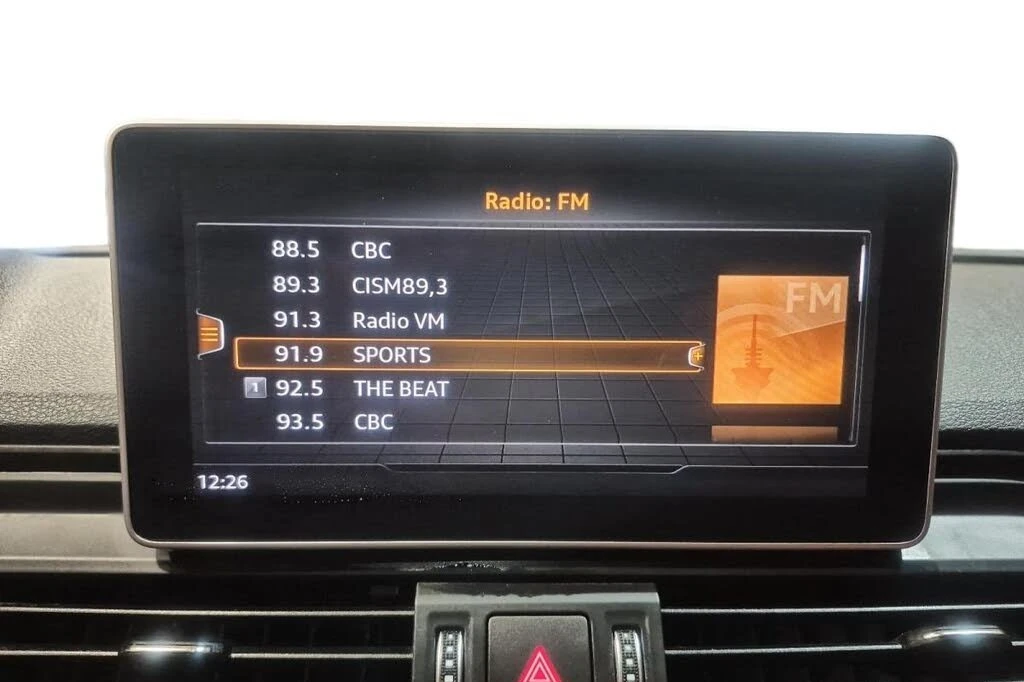 Radio: FM
88.5 CBC
89.3 CISM89,3
91.3 Radio VM
91.9 SPORTS
1 92.5 THE BEAT
93.5 CBC
FM
12:26